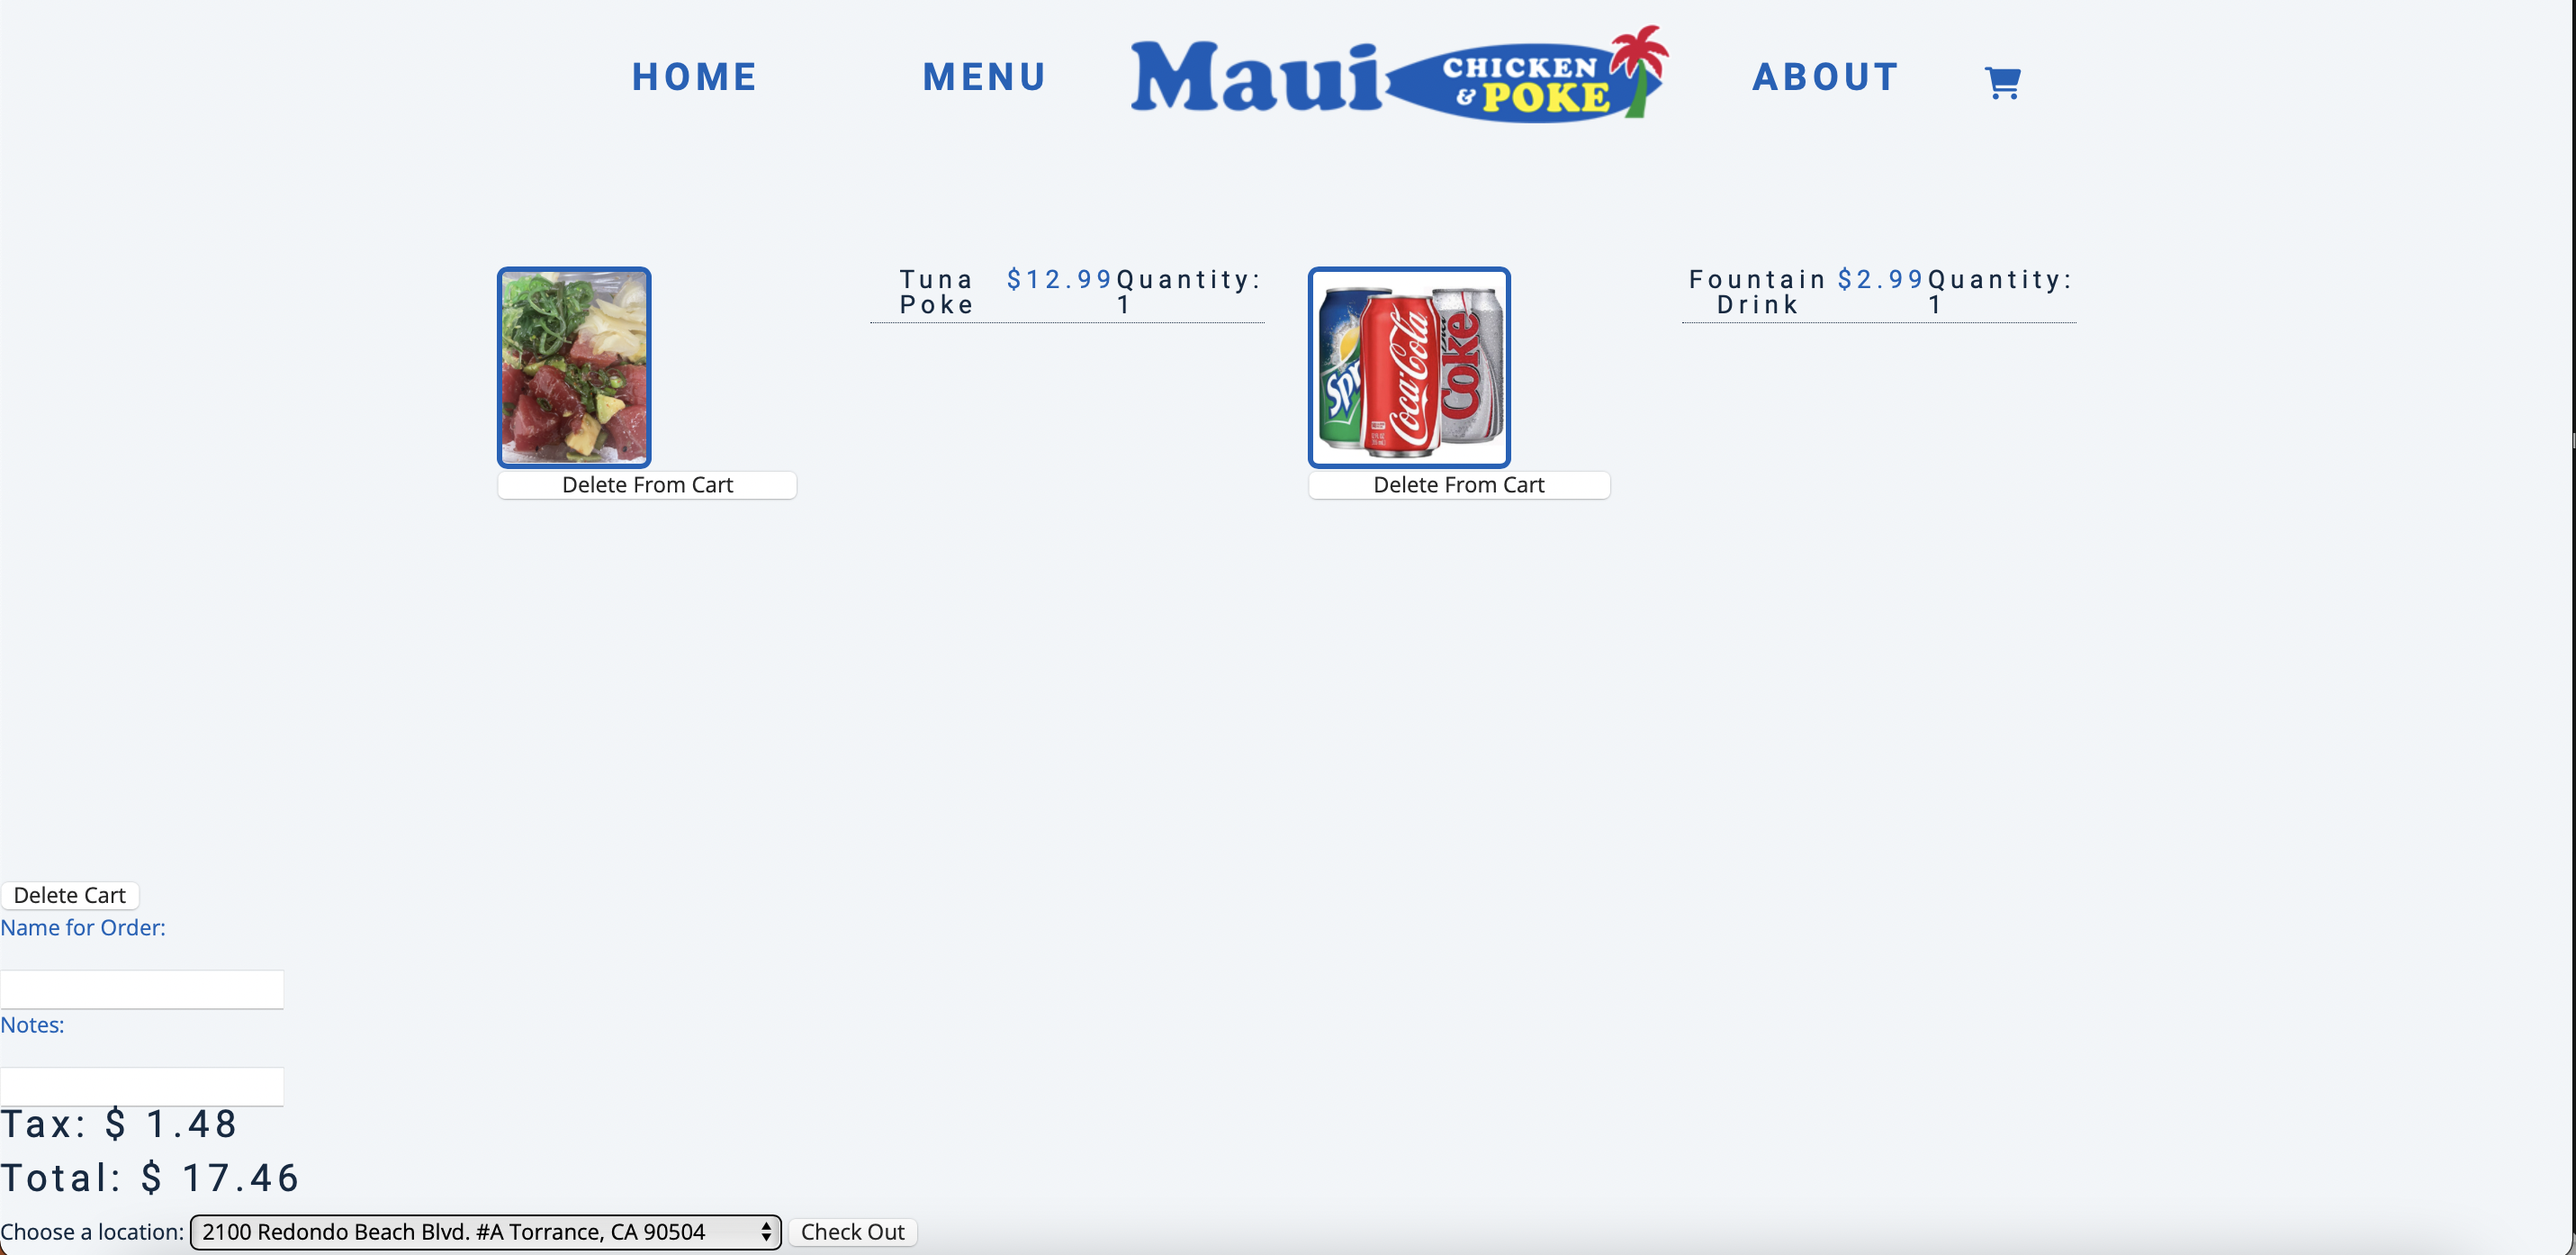 HOME MENU Maui CHICKEN & POKE ABOUT
Tuna Poke $12.99 Quantity: 1
Fountain Drink $2.99 Quantity: 1
Coca-Cola
Coke
Delete From Cart
Delete From Cart
Delete Cart
Name for Order:
Notes:
Tax: $ 1.48
Total: $ 17.46
Choose a location: 2100 Redondo Beach Blvd. #A Torrance, CA 90504 Check Out